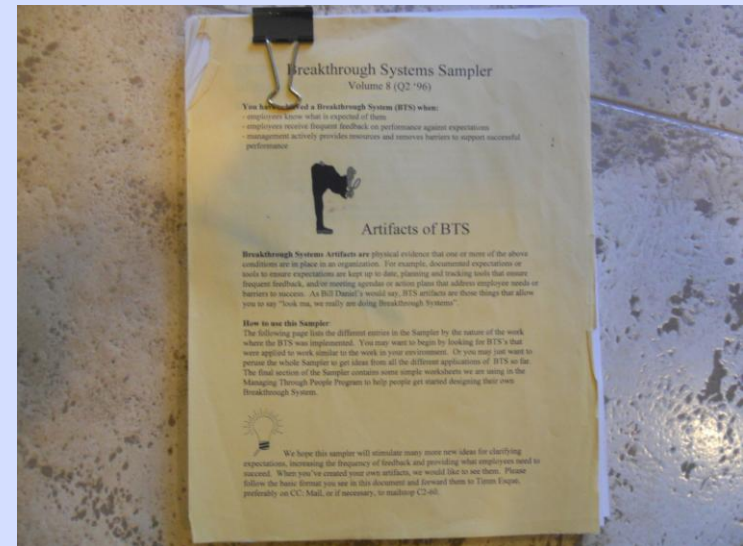 Breakthrough Systems Sampler
Volume 8 (Q2 '96)
You have achieved a Breakthrough System (BTS) when:
- employees know what is expected of them
- employees receive frequent feedback on performance against expectations
- management actively provides resources and removes barriers to support successful
performance
Artifacts of BTS
Breakthrough Systems Artifacts are physical evidence that one or more of the above
conditions are in place in an organization. For example, documented expectations or
tools to ensure expectations are kept up to date, planning and tracking tools that ensure
frequent feedback, and/or meeting agendas or action plans that address employee needs or
barriers to success. As Bill Daniel's would say, BTS artifacts are those things that allow
you to say "look ma, we really are doing Breakthrough Systems".
How to use this Sampler:
The following page lists the different entries in the Sampler by the nature of the work
where the BTS was implemented. You may want to begin by looking for BTS's that
were applied to work similar to the work in your environment. Or you may just want to
peruse the whole Sampler to get ideas from all the different applications of BTS so far.
The final section of the Sampler contains some simple worksheets we are using in the
Managing Through People Program to help people get started designing their own
Breakthrough System.
We hope this sampler will stimulate many more new ideas for clarifying
expectations, increasing the frequency of feedback and providing what employees need to
succeed. When you've created your own artifacts, we would like to see them. Please
follow the basic format you see in this document and forward them to Timm Esque,
preferably on CC: Mail, or if necessary, to mailstop C2-60.